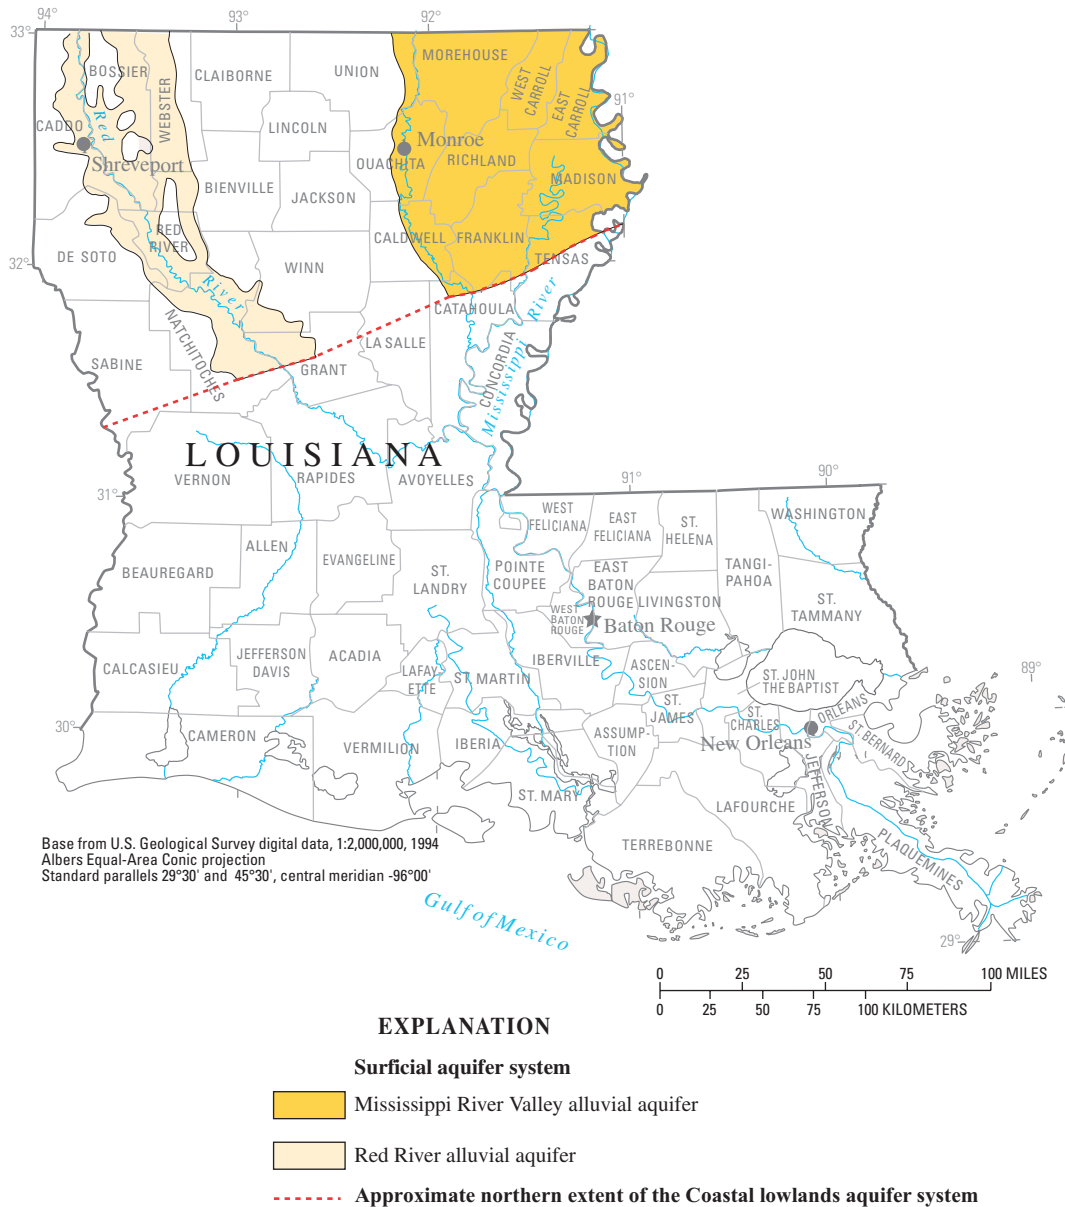 94°
93°
92°
33°
MOREHOUSE
BOSSIER
CLAIBORNE
UNION
WEST
CARROLL
EAST
CARROLL
91°
WEBSTER
CADDO
Red
LINCOLN
Monroe
Shreveport
OUACHITA
RICHLAND
BIENVILLE
JACKSON
MADISON
RED
RIVER
CALDWELL
FRANKLIN
DE SOTO
WINN
TENSAS
32°
River
CATAHOULA
NATCHITOCHES
LA SALLE
Mississippi River
CONCORDIA
SABINE
GRANT
LOUISIANA
VERNON
RAPIDES
AVOYELLES
31°
91°
90°
WEST
FELICIANA
EAST
FELICIANA
ST.
HELENA
WASHINGTON
ALLEN
EVANGELINE
BEAUREGARD
ST.
LANDRY
POINTE
COUPEE
EAST
BATON
ROUGE
TANGI-
PAHOA
LIVINGSTON
ST.
TAMMANY
WEST
BATON
ROUGE
Baton Rouge
CALCASIEU
JEFFERSON
DAVIS
ACADIA
LAFAY-
ETTE
ST. MARTIN
IBERVILLE
ASCEN-
SION
ST. JOHN
THE BAPTIST
89°
ST.
JAMES
ST.
CHARLES
ORLEANS
30°
CAMERON
VERMILION
IBERIA
ASSUMP-
TION
New Orleans
ST. BERNARD
JEFFERSON
ST. MARY
LAFOURCHE
TERREBONNE
PLAQUEMINES
29°
Base from U.S. Geological Survey digital data, 1:2,000,000, 1994
Albers Equal-Area Conic projection
Standard parallels 29°30' and 45°30', central meridian -96°00'
Gulf of Mexico
0 25 50 75 100 MILES
0 25 50 75 100 KILOMETERS
EXPLANATION
Surficial aquifer system
Mississippi River Valley alluvial aquifer
Red River alluvial aquifer
Approximate northern extent of the Coastal lowlands aquifer system